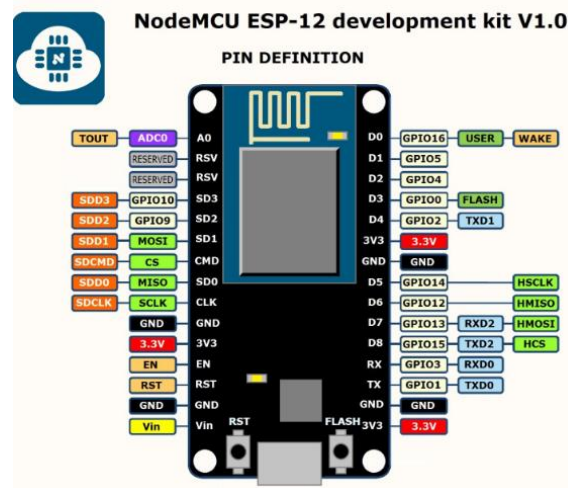 NodeMCU ESP-12 development kit V1.0
PIN DEFINITION
TOUT ADC0 A0 D0 GPIO16 USER WAKE
RESERVED RSV D1 GPIO5
RESERVED RSV D2 GPIO4
SDD3 GPIO10 SD3 D3 GPIO0 FLASH
SDD2 GPIO9 SD2 D4 GPIO2 TXD1
SDD1 MOSI SD1 3V3 3.3V
SDCMD CS CMD GND GND
SDD0 MISO SD0 D5 GPIO14 HSCLK
SDCLK SCLK CLK D6 GPIO12 HMISO
GND GND D7 GPIO13 RXD2 HMOSI
3.3V 3V3 D8 GPIO15 TXD2 HCS
EN EN RX GPIO3 RXD0
RST RST TX GPIO1 TXD0
GND GND GND GND
Vin Vin RST FLASH 3V3 3.3V